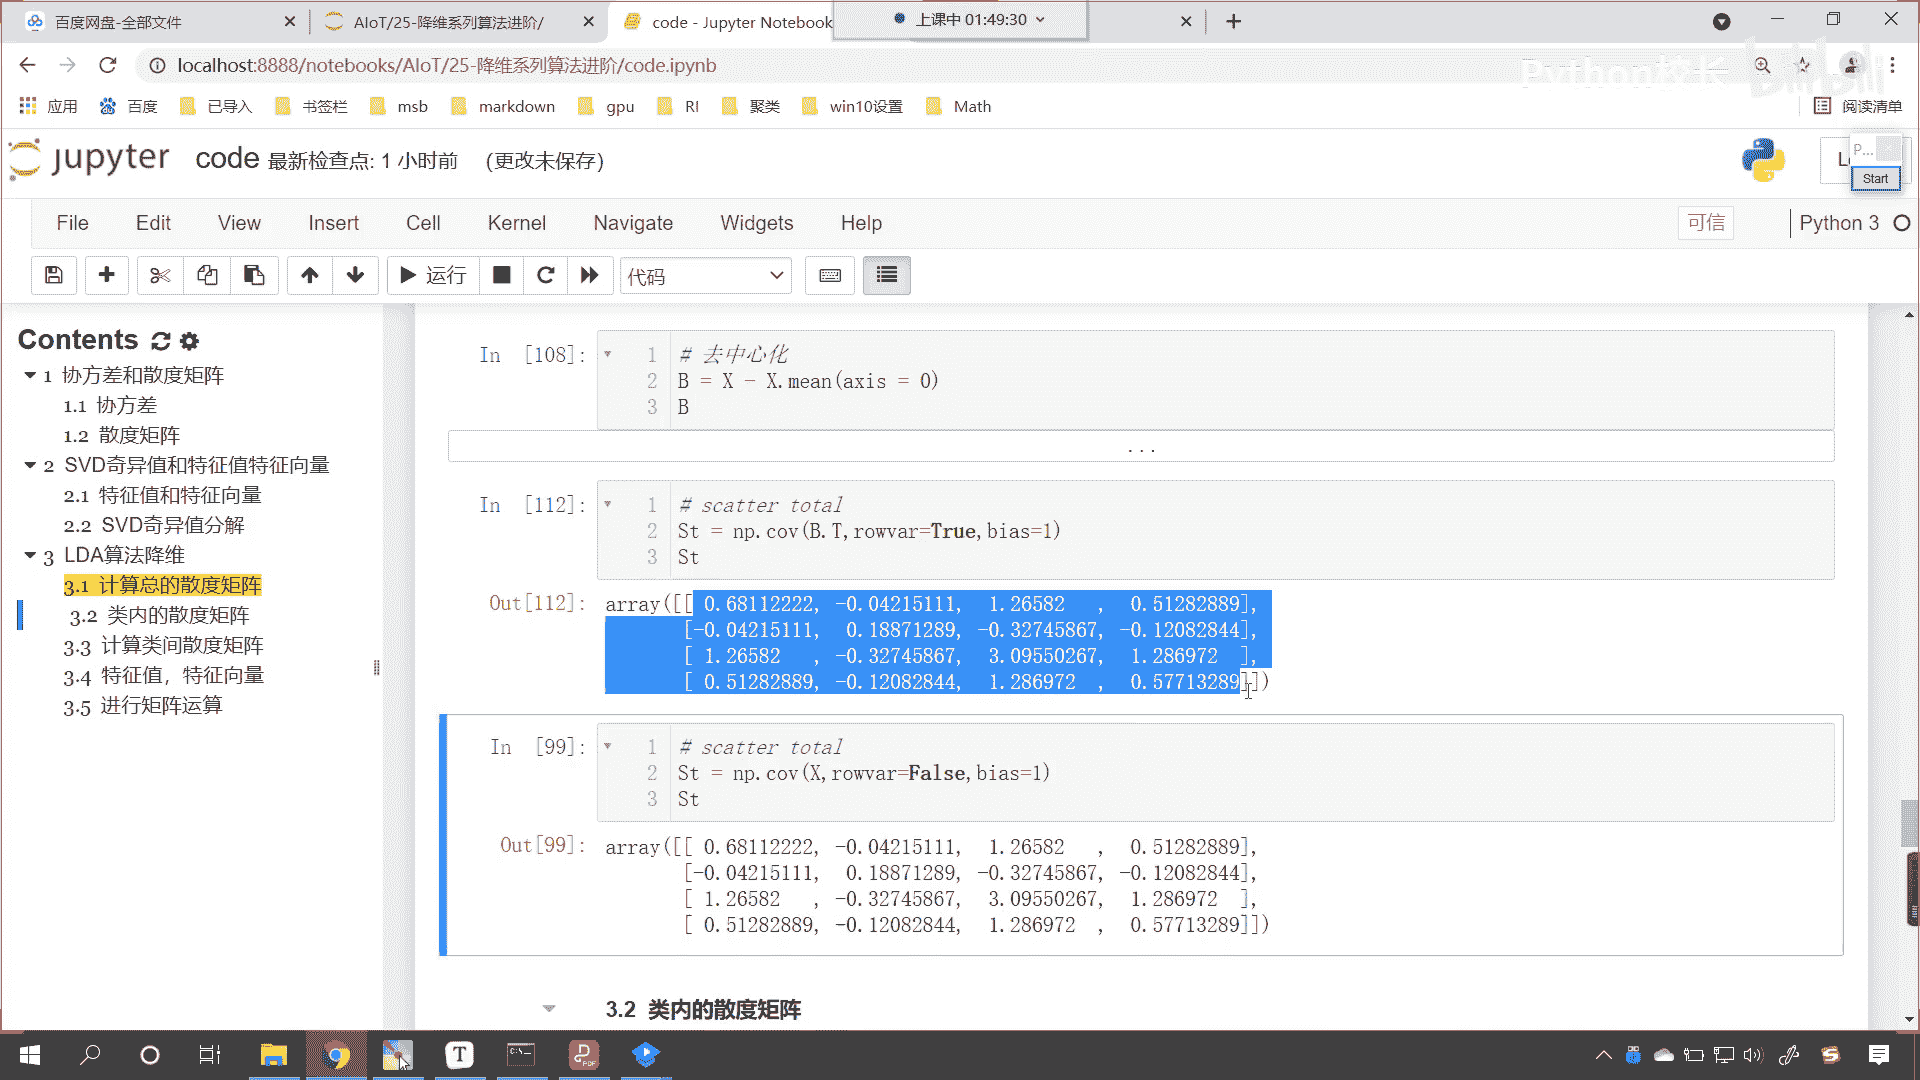 百度网盘-全部文件
AIoT/25-降维系列算法进阶/
code - Jupyter Notebook
上课中 01:49:30
localhost:8888/notebooks/AIoT/25-降维系列算法进阶/code.ipynb
Python校长
bilibili
应用 百度 已导入 书签栏 msb markdown gpu RI 聚类 win10设置 Math 阅读清单
jupyter code 最新检查点: 1 小时前 (更改未保存)
P...
Start
File Edit View Insert Cell Kernel Navigate Widgets Help 可信 Python 3
运行 代码
Contents
1 协方差和散度矩阵
1.1 协方差
1.2 散度矩阵
2 SVD奇异值和特征值特征向量
2.1 特征值和特征向量
2.2 SVD奇异值分解
3 LDA算法降维
3.1 计算总的散度矩阵
3.2 类内的散度矩阵
3.3 计算类间散度矩阵
3.4 特征值，特征向量
3.5 进行矩阵运算
In [108]:
1 # 去中心化
2 B = X - X.mean(axis = 0)
3 B
...
In [112]:
1 # scatter total
2 St = np.cov(B.T,rowvar=True,bias=1)
3 St
Out[112]: array([[ 0.68112222, -0.04215111, 1.26582 , 0.51282889],
[-0.04215111, 0.18871289, -0.32745867, -0.12082844],
[ 1.26582 , -0.32745867, 3.09550267, 1.286972 ],
[ 0.51282889, -0.12082844, 1.286972 , 0.57713289]])
In [99]:
1 # scatter total
2 St = np.cov(X,rowvar=False,bias=1)
3 St
Out[99]: array([[ 0.68112222, -0.04215111, 1.26582 , 0.51282889],
[-0.04215111, 0.18871289, -0.32745867, -0.12082844],
[ 1.26582 , -0.32745867, 3.09550267, 1.286972 ],
[ 0.51282889, -0.12082844, 1.286972 , 0.57713289]])
3.2 类内的散度矩阵